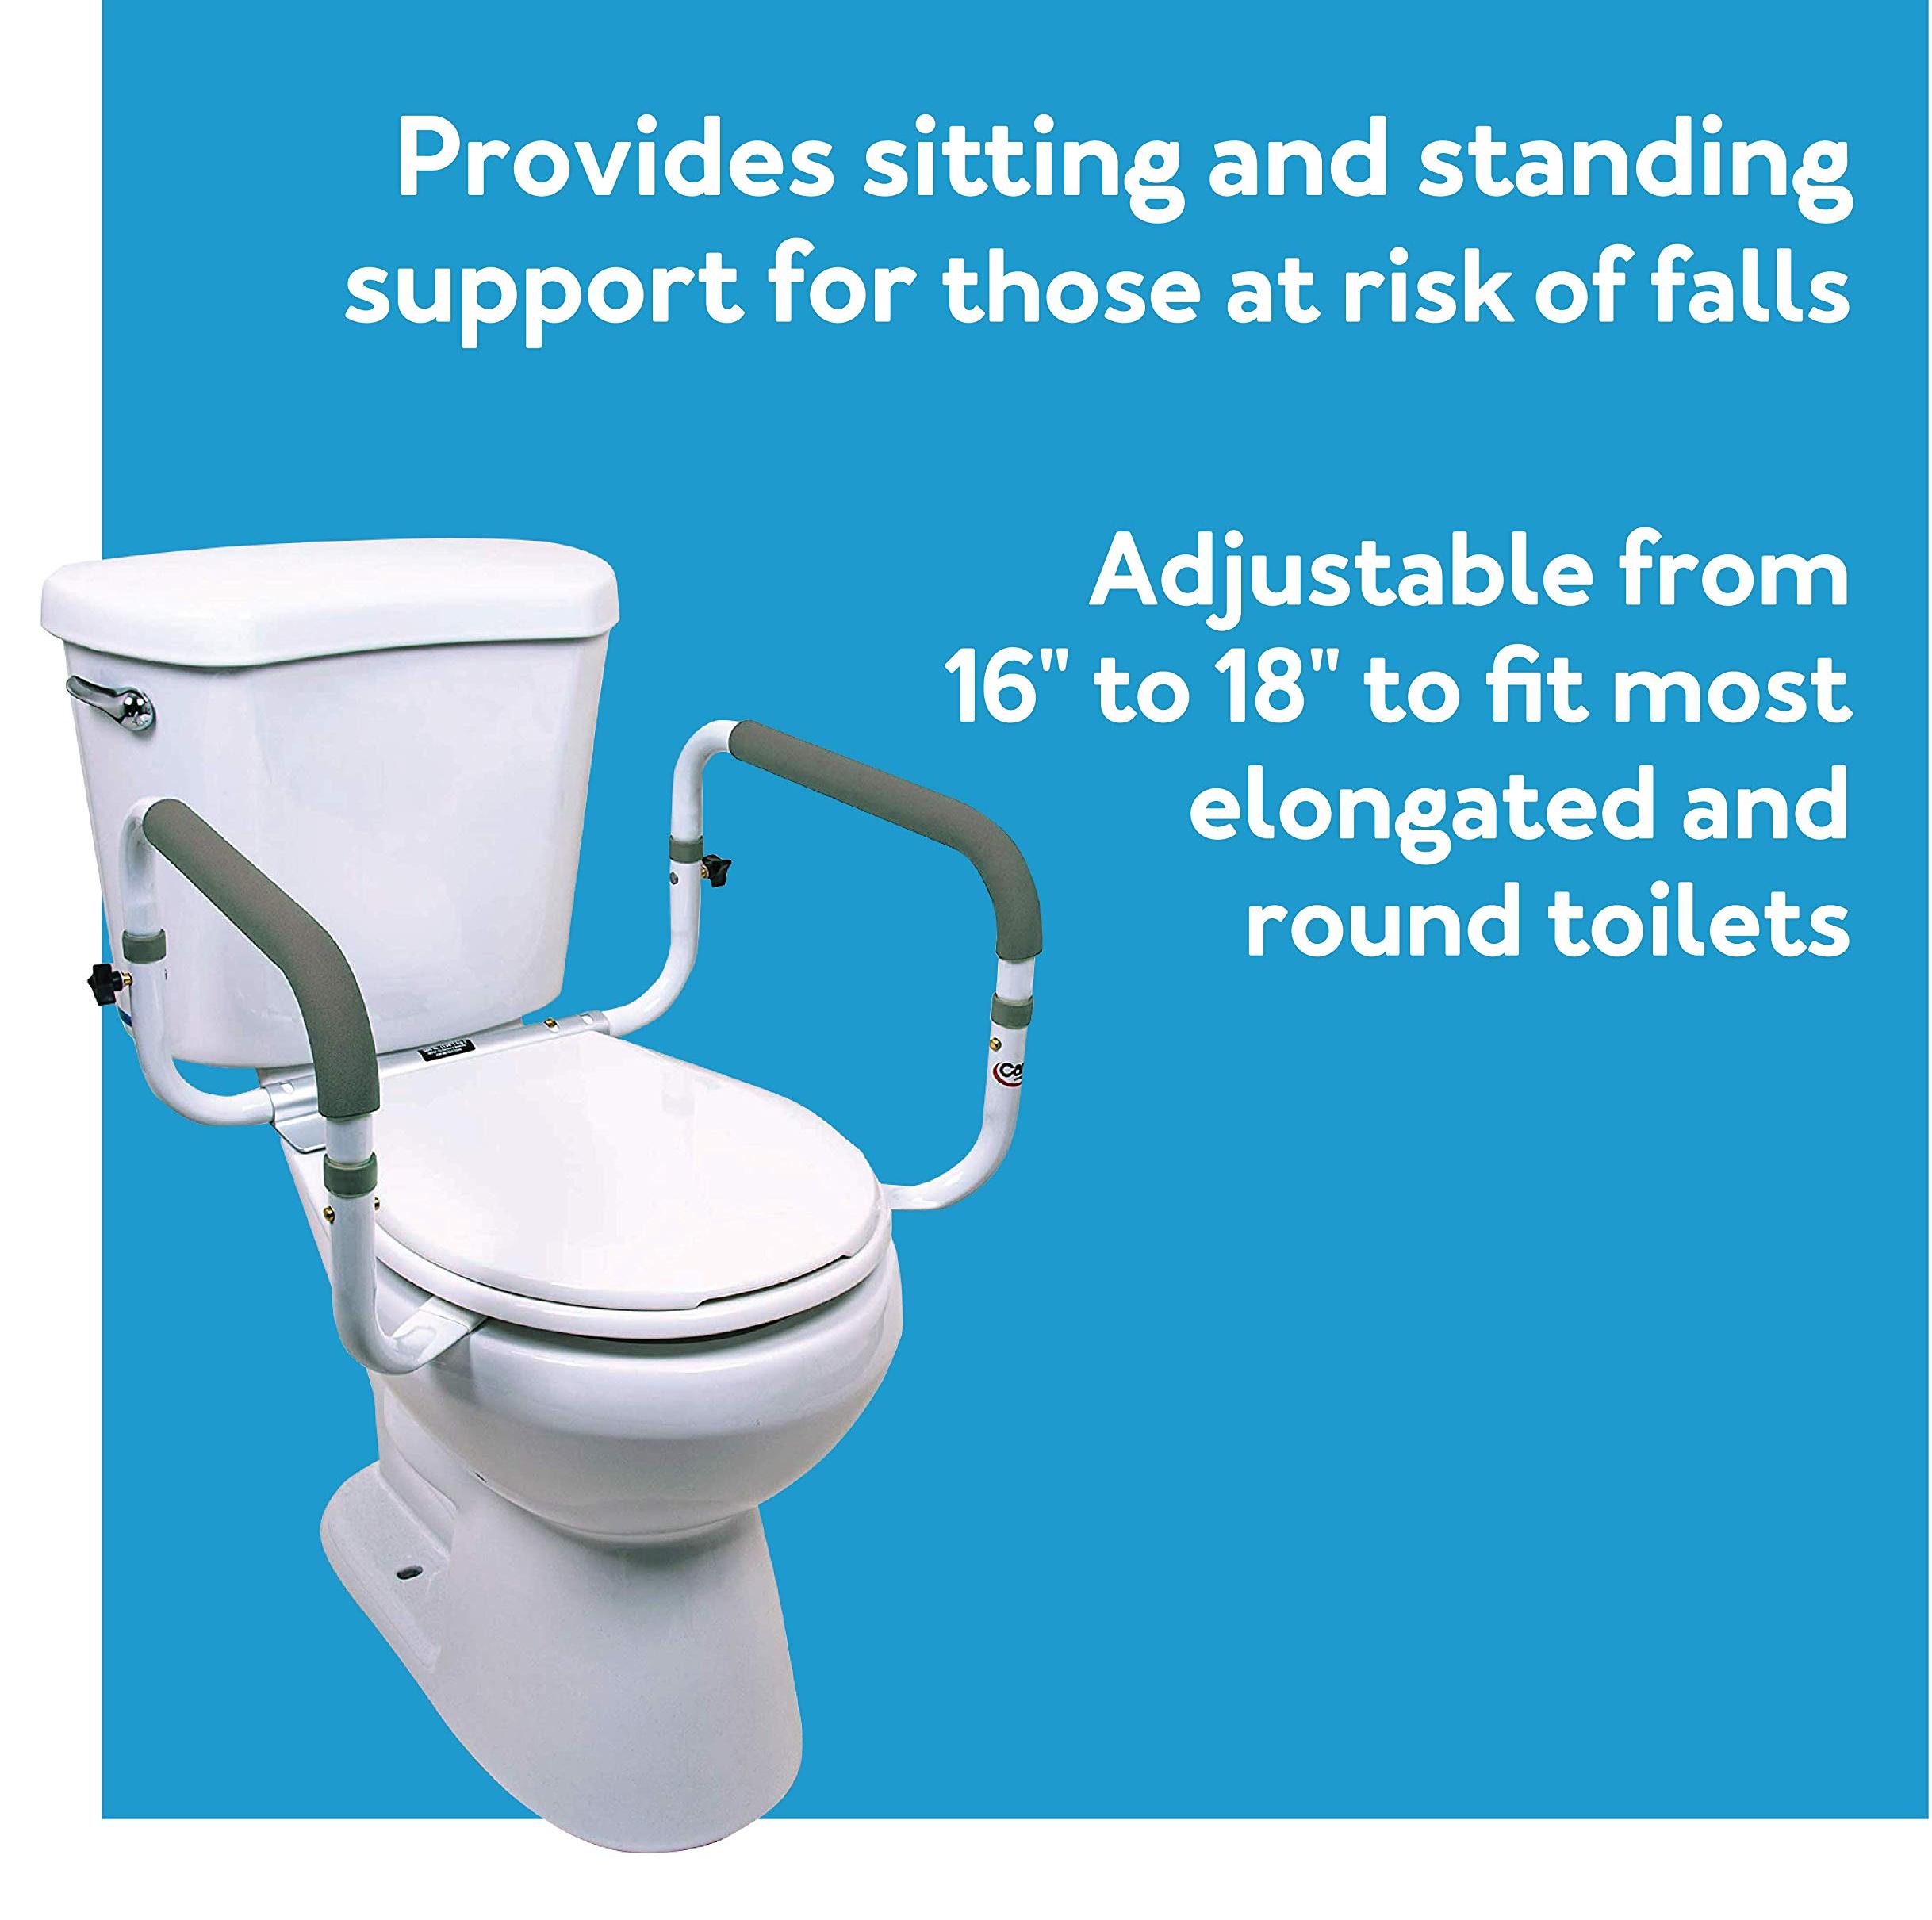 Provides sitting and standing
support for those at risk of falls
Adjustable from
16" to 18" to fit most
elongated and
round toilets